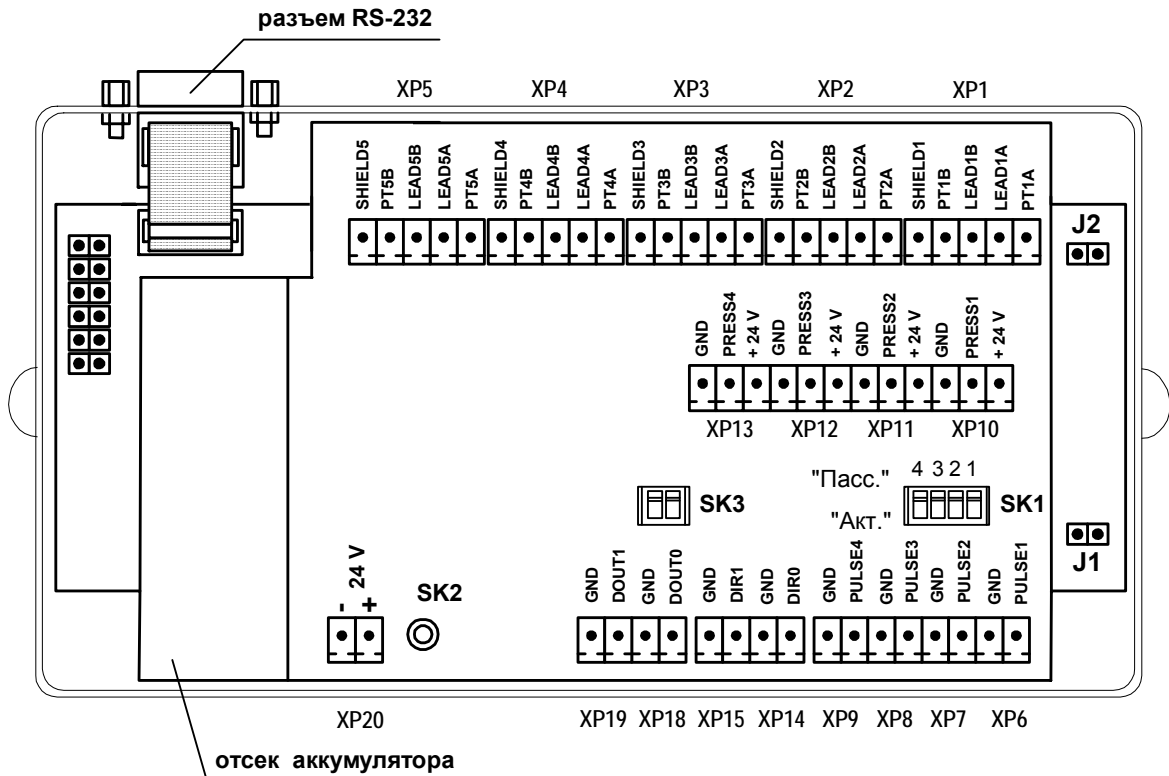 разъем RS-232
XP5 XP4 XP3 XP2 XP1
SHIELD5 PT5B LEAD5B LEAD5A PT5A SHIELD4 PT4B LEAD4B LEAD4A PT4A SHIELD3 PT3B LEAD3B LEAD3A PT3A SHIELD2 PT2B LEAD2B LEAD2A PT2A SHIELD1 PT1B LEAD1B LEAD1A PT1A
J2
GND PRESS4 + 24 V GND PRESS3 + 24 V GND PRESS2 + 24 V GND PRESS1 + 24 V
XP13 XP12 XP11 XP10
"Пасс." 4 3 2 1
SK3 SK1
"Акт."
J1
- + 24 V
SK2
GND DOUT1 GND DOUT0 GND DIR1 GND DIR0 GND PULSE4 GND PULSE3 GND PULSE2 GND PULSE1
XP20 XP19 XP18 XP15 XP14 XP9 XP8 XP7 XP6
отсек аккумулятора